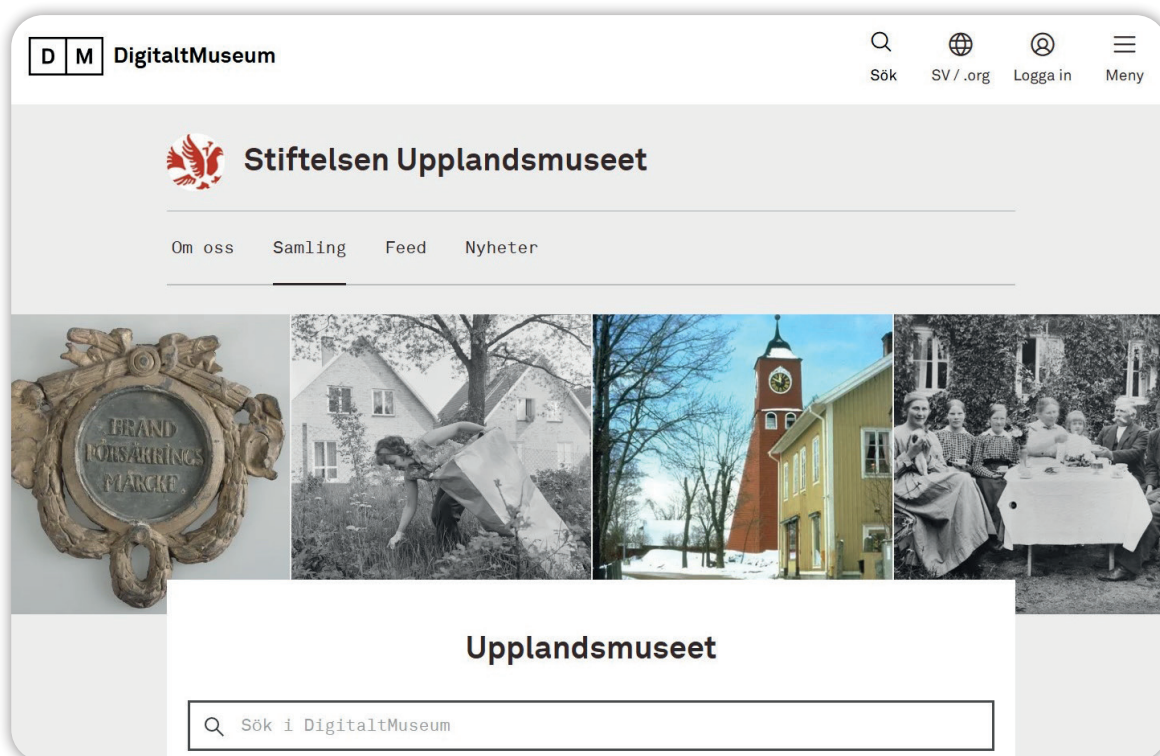 D M DigitaltMuseum
Sök SV / .org Logga in Meny
Stiftelsen Upplandsmuseet
Om oss Samling Feed Nyheter
BRAND
FÖRSÄKRINGS
MÄRCKE.
Upplandsmuseet
Sök i DigitaltMuseum